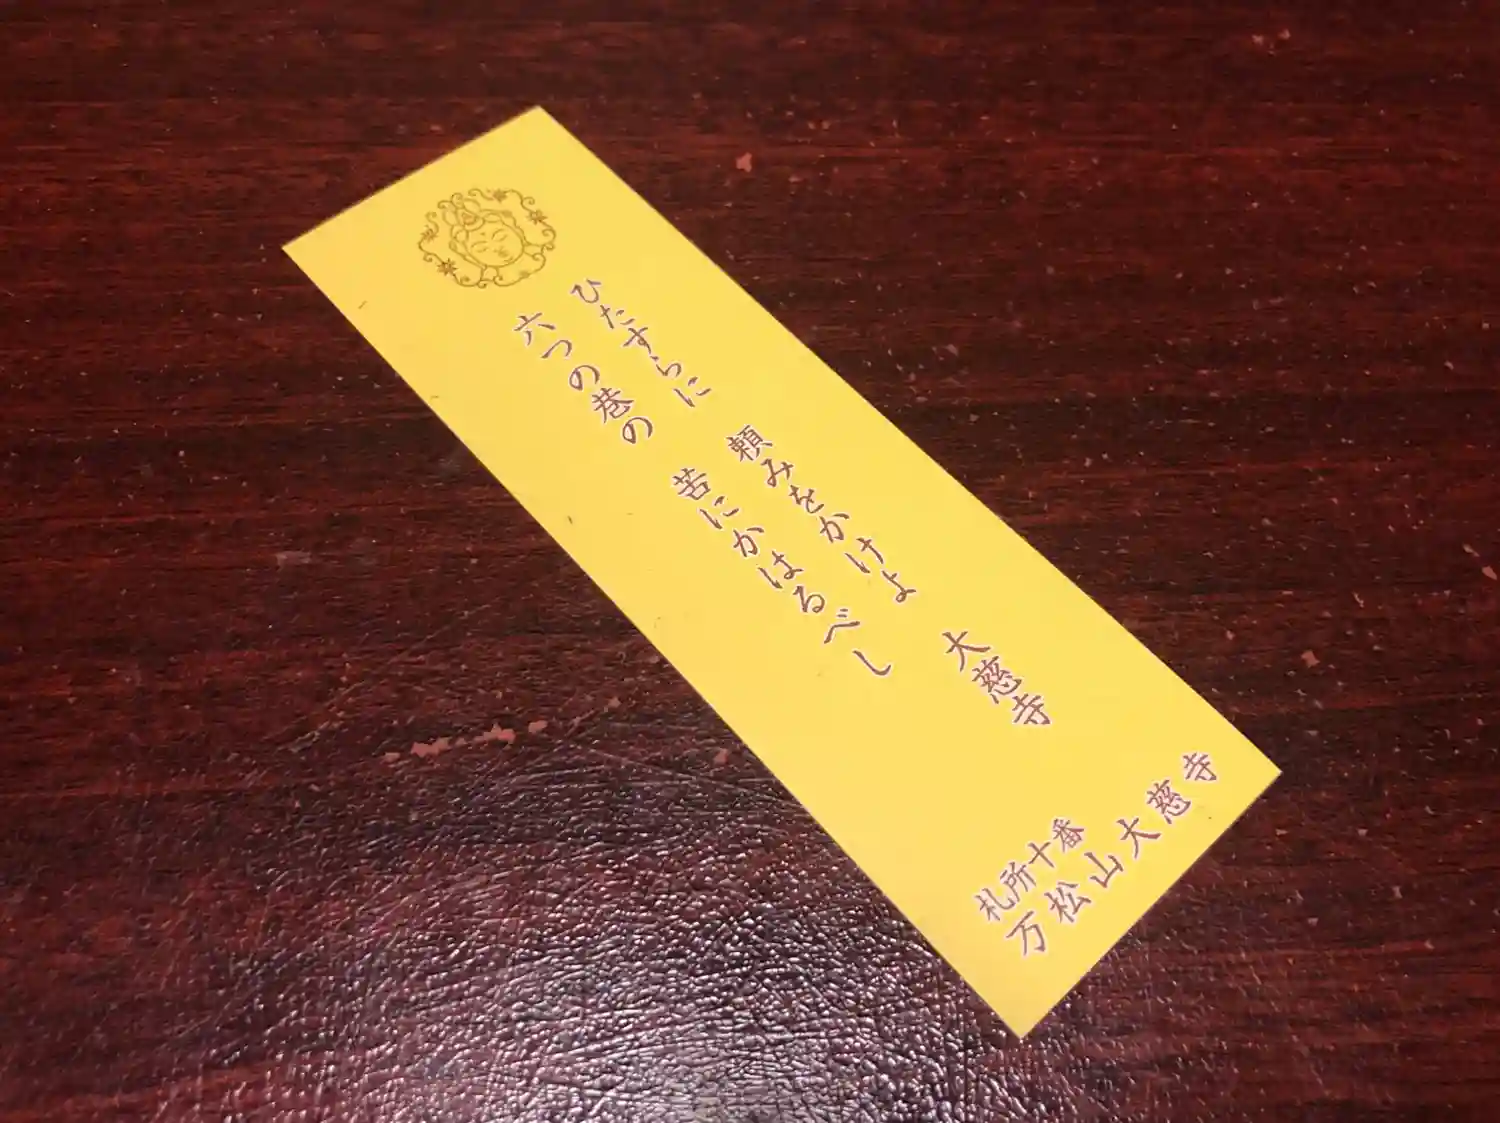 ひたすらに 頼みをかけよ 大慈寺
六つの巷の 苦にかはるべし
札所十番
万松山大慈寺